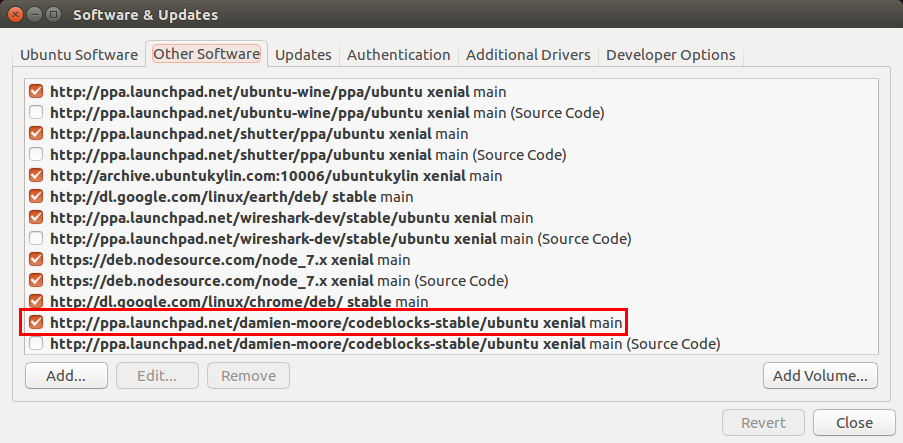 Software & Updates
Ubuntu Software Other Software Updates Authentication Additional Drivers Developer Options
http://ppa.launchpad.net/ubuntu-wine/ppa/ubuntu xenial main
http://ppa.launchpad.net/ubuntu-wine/ppa/ubuntu xenial main (Source Code)
http://ppa.launchpad.net/shutter/ppa/ubuntu xenial main
http://ppa.launchpad.net/shutter/ppa/ubuntu xenial main (Source Code)
http://archive.ubuntukylin.com:10006/ubuntukylin xenial main
http://dl.google.com/linux/earth/deb/ stable main
http://ppa.launchpad.net/wireshark-dev/stable/ubuntu xenial main
http://ppa.launchpad.net/wireshark-dev/stable/ubuntu xenial main (Source Code)
https://deb.nodesource.com/node_7.x xenial main
https://deb.nodesource.com/node_7.x xenial main (Source Code)
http://dl.google.com/linux/chrome/deb/ stable main
http://ppa.launchpad.net/damien-moore/codeblocks-stable/ubuntu xenial main
http://ppa.launchpad.net/damien-moore/codeblocks-stable/ubuntu xenial main (Source Code)
Add... Edit... Remove Add Volume...
Revert Close